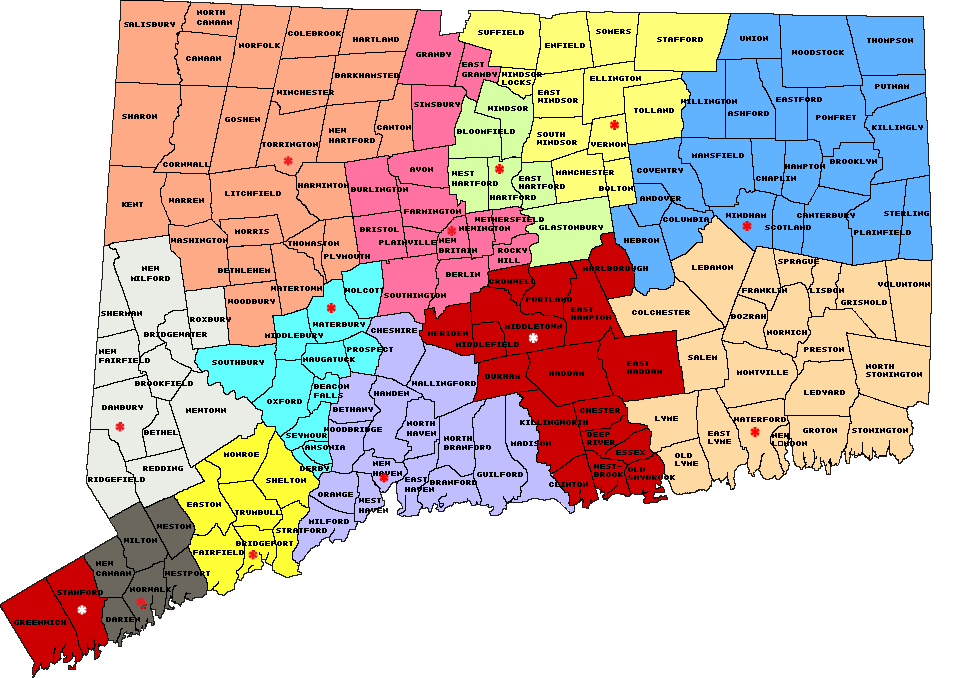 SALISBURY
NORTH
CANAAN
CANAAN
NORFOLK
COLEBROOK
HARTLAND
BARKHAMSTED
WINCHESTER
SHARON
GOSHEN
NEW
HARTFORD
CANTON
TORRINGTON
CORNWALL
KENT
WARREN
LITCHFIELD
HARWINTON
WASHINGTON
MORRIS
THOMASTON
PLYMOUTH
BETHLEHEM
WATERTOWN
WOODBURY
GRANBY
EAST
GRANBY
SIMSBURY
AVON
BURLINGTON
FARMINGTON
BRISTOL
PLAINVILLE
NEW
BRITAIN
WETHERSFIELD
NEWINGTON
ROCKY
HILL
BERLIN
SOUTHINGTON
SUFFIELD
ENFIELD
SOMERS
STAFFORD
WINDSOR
LOCKS
EAST
WINDSOR
ELLINGTON
TOLLAND
SOUTH
WINDSOR
VERNON
MANCHESTER
BOLTON
WINDSOR
BLOOMFIELD
WEST
HARTFORD
EAST
HARTFORD
HARTFORD
GLASTONBURY
UNION
WOODSTOCK
THOMPSON
PUTNAM
WILLINGTON
ASHFORD
EASTFORD
POMFRET
KILLINGLY
COVENTRY
MANSFIELD
CHAPLIN
HAMPTON
BROOKLYN
ANDOVER
COLUMBIA
WINDHAM
SCOTLAND
CANTERBURY
STERLING
PLAINFIELD
HEBRON
MARLBOROUGH
CROMWELL
PORTLAND
EAST
HAMPTON
MERIDEN
MIDDLETOWN
MIDDLEFIELD
DURHAM
HADDAM
EAST
HADDAM
CHESTER
KILLINGWORTH
DEEP
RIVER
ESSEX
WEST-
BROOK
OLD
SAYBROOK
CLINTON
LEBANON
SPRAGUE
FRANKLIN
LISBON
VOLUNTOWN
GRISWOLD
COLCHESTER
BOZRAH
NORWICH
PRESTON
SALEM
MONTVILLE
NORTH
STONINGTON
LEDYARD
LYME
EAST
LYME
WATERFORD
NEW
LONDON
GROTON
STONINGTON
OLD
LYME
NEW
MILFORD
SHERMAN
ROXBURY
BRIDGEWATER
NEW
FAIRFIELD
BROOKFIELD
DANBURY
NEWTOWN
BETHEL
REDDING
RIDGEFIELD
WOLCOTT
WATERBURY
MIDDLEBURY
NAUGATUCK
PROSPECT
SOUTHBURY
BEACON
FALLS
OXFORD
SEYMOUR
ANSONIA
DERBY
CHESHIRE
WALLINGFORD
HAMDEN
BETHANY
WOODBRIDGE
NORTH
HAVEN
NORTH
BRANFORD
MADISON
GUILFORD
NEW
HAVEN
EAST
HAVEN
BRANFORD
ORANGE
WEST
HAVEN
MILFORD
MONROE
SHELTON
EASTON
TRUMBULL
STRATFORD
BRIDGEPORT
FAIRFIELD
WESTON
WILTON
NEW
CANAAN
WESTPORT
NORWALK
DARIEN
STAMFORD
GREENWICH